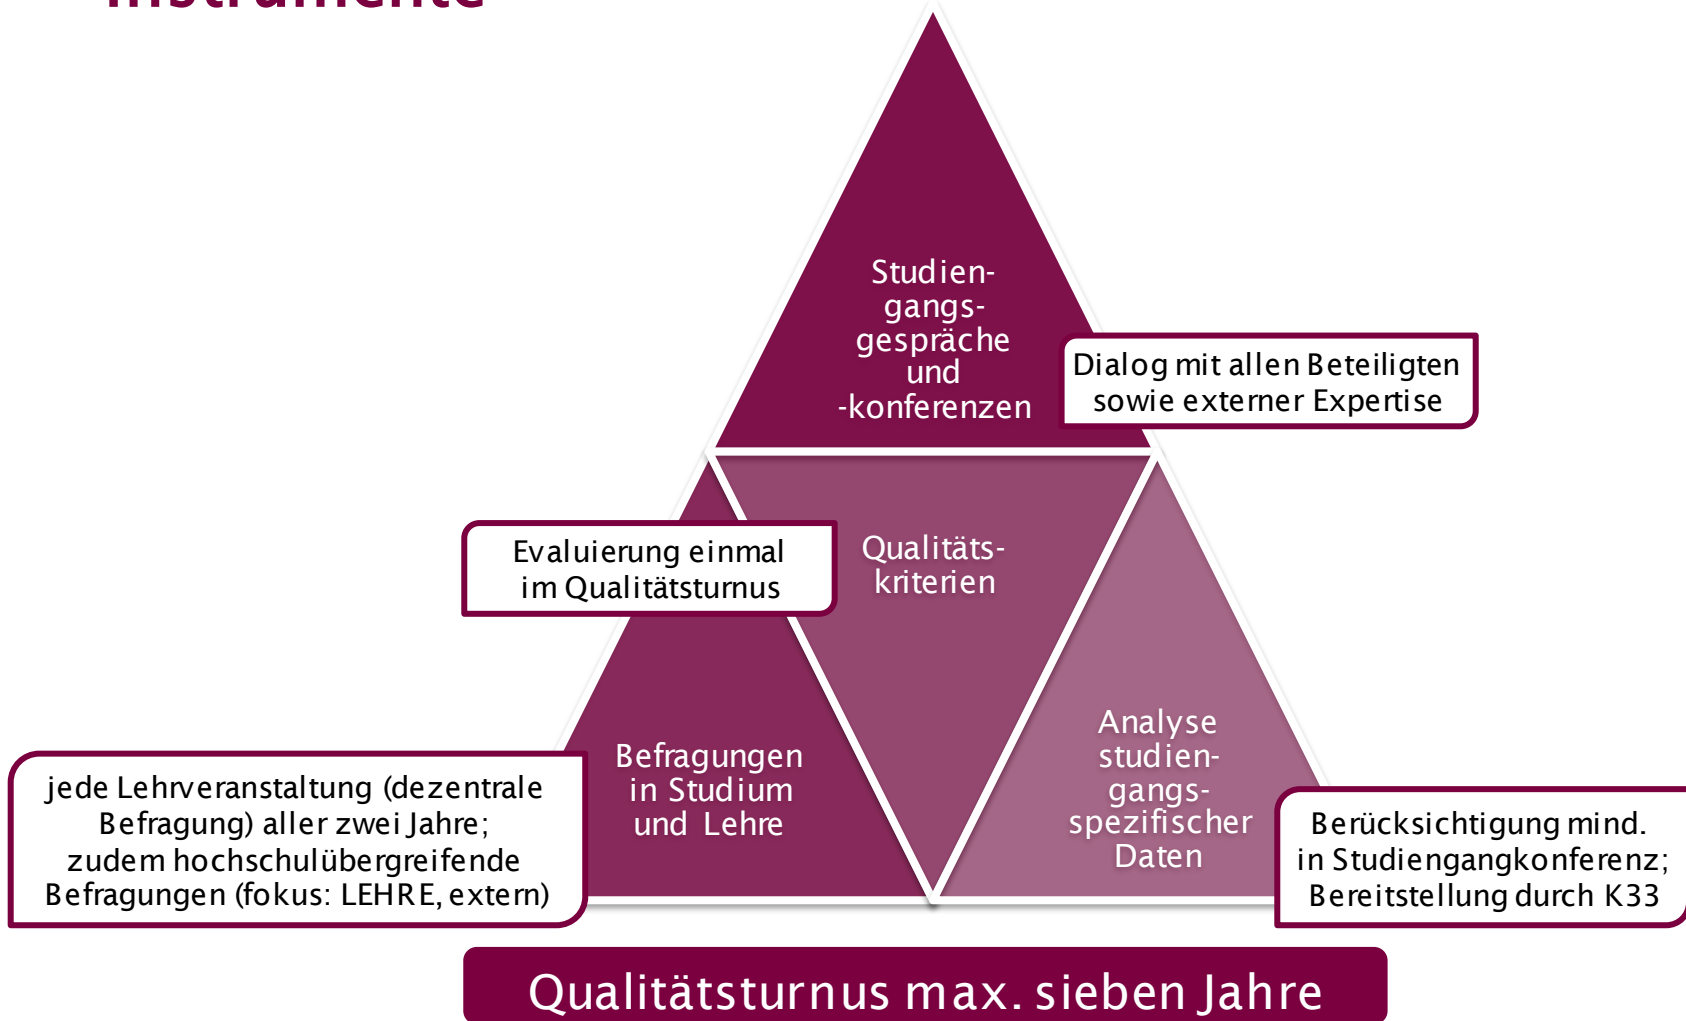 Instrumente
Studien-
gangs-
gespräche
und
-konferenzen
Dialog mit allen Beteiligten
sowie externer Expertise
Evaluierung einmal
im Qualitätsturnus
Qualitäts-
kriterien
Befragungen
in Studium
und Lehre
Analyse
studien-
gangs-
spezifischer
Daten
jede Lehrveranstaltung (dezentrale
Befragung) aller zwei Jahre;
zudem hochschulübergreifende
Befragungen (fokus: LEHRE, extern)
Berücksichtigung mind.
in Studiengangkonferenz;
Bereitstellung durch K33
Qualitätsturnus max. sieben Jahre